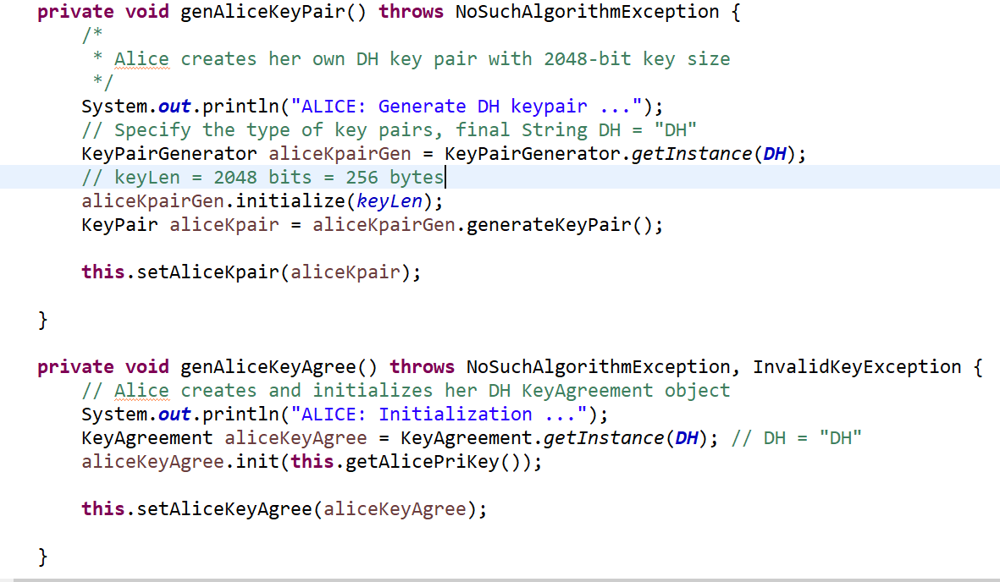 private void genAliceKeyPair() throws NoSuchAlgorithmException {
/*
* Alice creates her own DH key pair with 2048-bit key size
*/
System.out.println("ALICE: Generate DH keypair ...");
// Specify the type of key pairs, final String DH = "DH"
KeyPairGenerator aliceKpairGen = KeyPairGenerator.getInstance(DH);
// keyLen = 2048 bits = 256 bytes
aliceKpairGen.initialize(keyLen);
KeyPair aliceKpair = aliceKpairGen.generateKeyPair();
this.setAliceKpair(aliceKpair);
}
private void genAliceKeyAgree() throws NoSuchAlgorithmException, InvalidKeyException {
// Alice creates and initializes her DH KeyAgreement object
System.out.println("ALICE: Initialization ...");
KeyAgreement aliceKeyAgree = KeyAgreement.getInstance(DH); // DH = "DH"
aliceKeyAgree.init(this.getAlicePriKey());
this.setAliceKeyAgree(aliceKeyAgree);
}